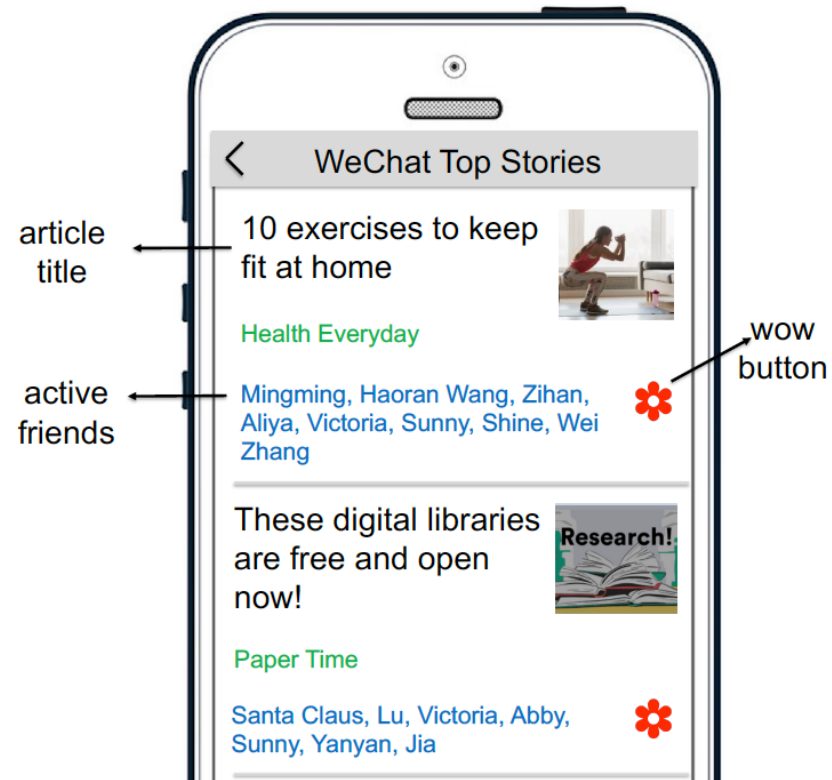 WeChat Top Stories
article
title
10 exercises to keep
fit at home
Health Everyday
wow
button
active
friends
Mingming, Haoran Wang, Zihan,
Aliya, Victoria, Sunny, Shine, Wei
Zhang
These digital libraries
are free and open
now!
Research!
Paper Time
Santa Claus, Lu, Victoria, Abby,
Sunny, Yanyan, Jia